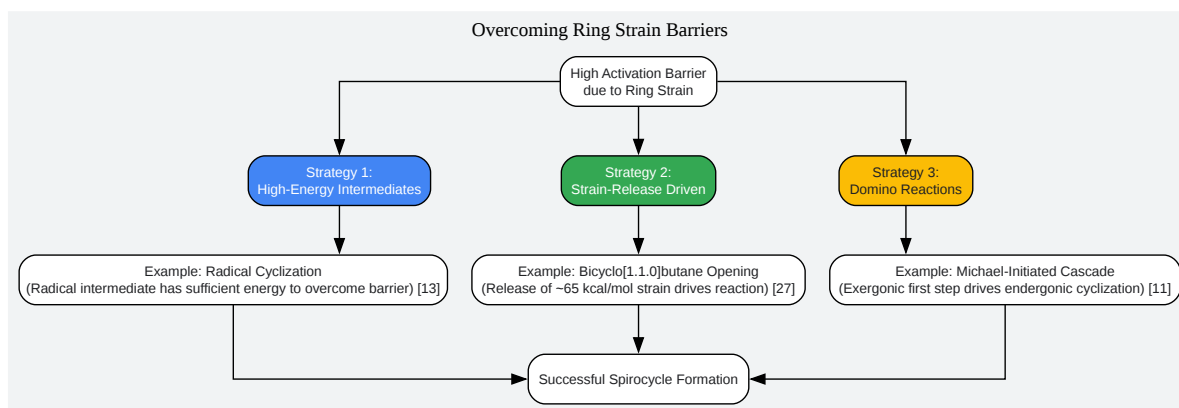 Overcoming Ring Strain Barriers
High Activation Barrier
due to Ring Strain
Strategy 1:
High-Energy Intermediates
Strategy 2:
Strain-Release Driven
Strategy 3:
Domino Reactions
Example: Radical Cyclization
(Radical intermediate has sufficient energy to overcome barrier) [13]
Example: Bicyclo[1.1.0]butane Opening
(Release of ~65 kcal/mol strain drives reaction) [27]
Example: Michael-Initiated Cascade
(Exergonic first step drives endergonic cyclization) [11]
Successful Spirocycle Formation